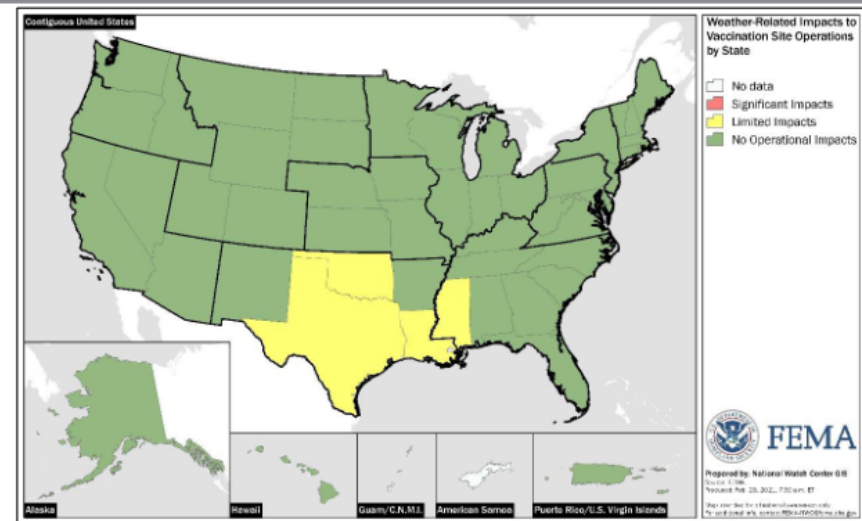 Contiguous United States
Weather-Related Impacts to
Vaccination Site Operations
by State
No data
Significant Impacts
Limited Impacts
No Operational Impacts
Alaska
Hawaii
Guam/C.N.M.I.
American Samoa
Puerto Rico/U.S. Virgin Islands
FEMA
Prepared by: National Watch Center GIS